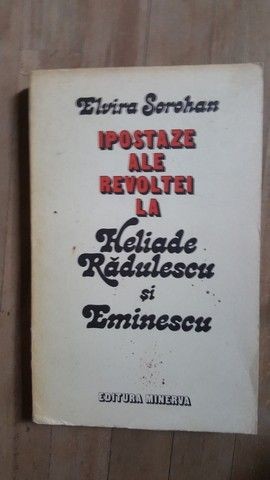 Elvira Sorohan
IPOSTAZE
ALE
REVOLTEI
LA
Heliade
Rădulescu
și
Eminescu
EDITURA MINERVA